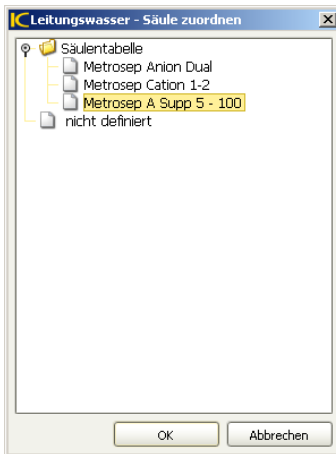 IC Leitungswasser - Säule zuordnen
Säulentabelle
Metrosep Anion Dual
Metrosep Cation 1-2
Metrosep A Supp 5 - 100
nicht definiert
OK Abbrechen